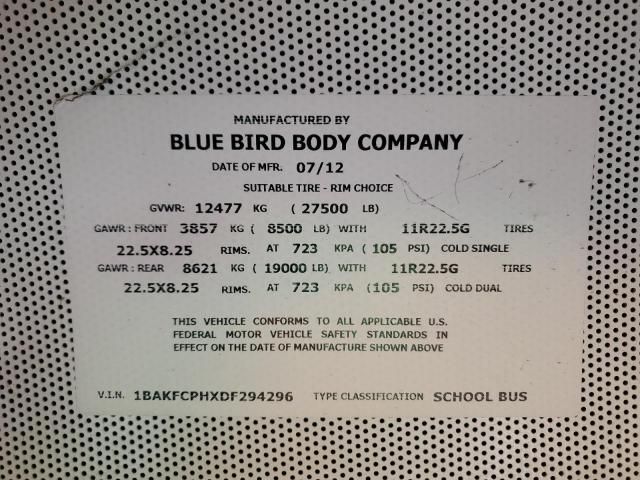 MANUFACTURED BY
BLUE BIRD BODY COMPANY
DATE OF MFR. 07/12
SUITABLE TIRE - RIM CHOICE
GVWR: 12477 KG ( 27500 LB)
GAWR : FRONT 3857 KG ( 8500 LB) WITH 11R22.5G TIRES
22.5X8.25 RIMS. AT 723 KPA ( 105 PSI) COLD SINGLE
GAWR : REAR 8621 KG ( 19000 LB) WITH 11R22.5G TIRES
22.5X8.25 RIMS. AT 723 KPA (105 PSI) COLD DUAL
THIS VEHICLE CONFORMS TO ALL APPLICABLE U.S.
FEDERAL MOTOR VEHICLE SAFETY STANDARDS IN
EFFECT ON THE DATE OF MANUFACTURE SHOWN ABOVE
V.I.N. 1BAKFCPHXDF294296 TYPE CLASSIFICATION SCHOOL BUS